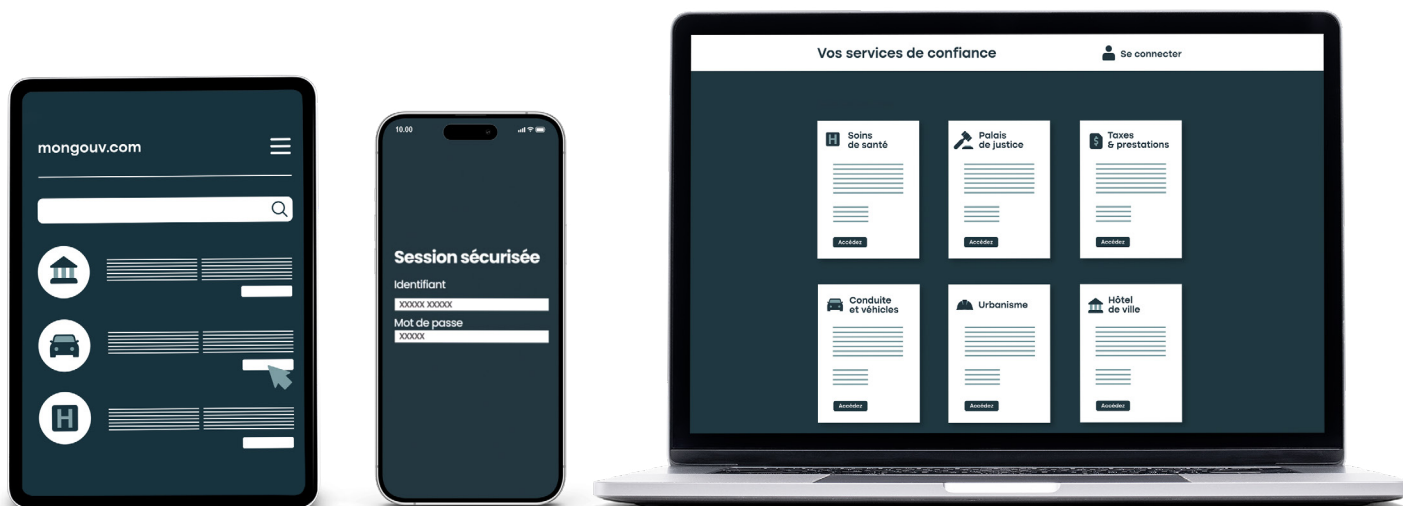 mongouv.com
H
10.00
Session sécurisée
Identifiant
XXXXX XXXXX
Mot de passe
XXXXX
Vos services de confiance
Se connecter
H
Soins
de santé
Accédez
Palais
de justice
Accédez
$
Taxes
& prestations
Accédez
Conduite
et véhicules
Accédez
Urbanisme
Accédez
Hôtel
de ville
Accédez